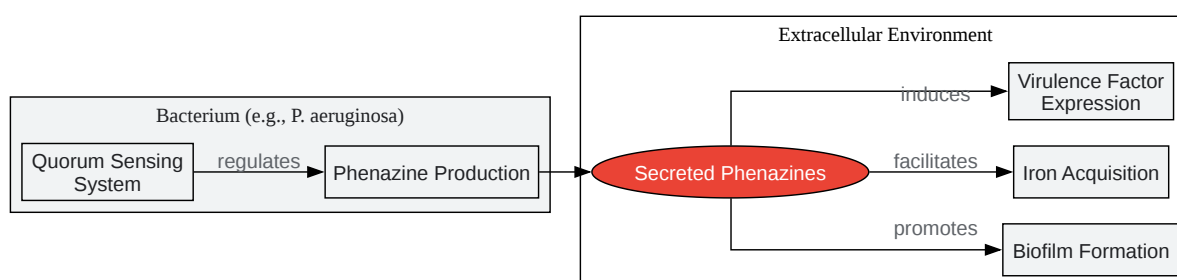 Extracellular Environment
Bacterium (e.g., P. aeruginosa)
Quorum Sensing
System
regulates
Phenazine Production
Secreted Phenazines
induces
Virulence Factor
Expression
facilitates
Iron Acquisition
promotes
Biofilm Formation